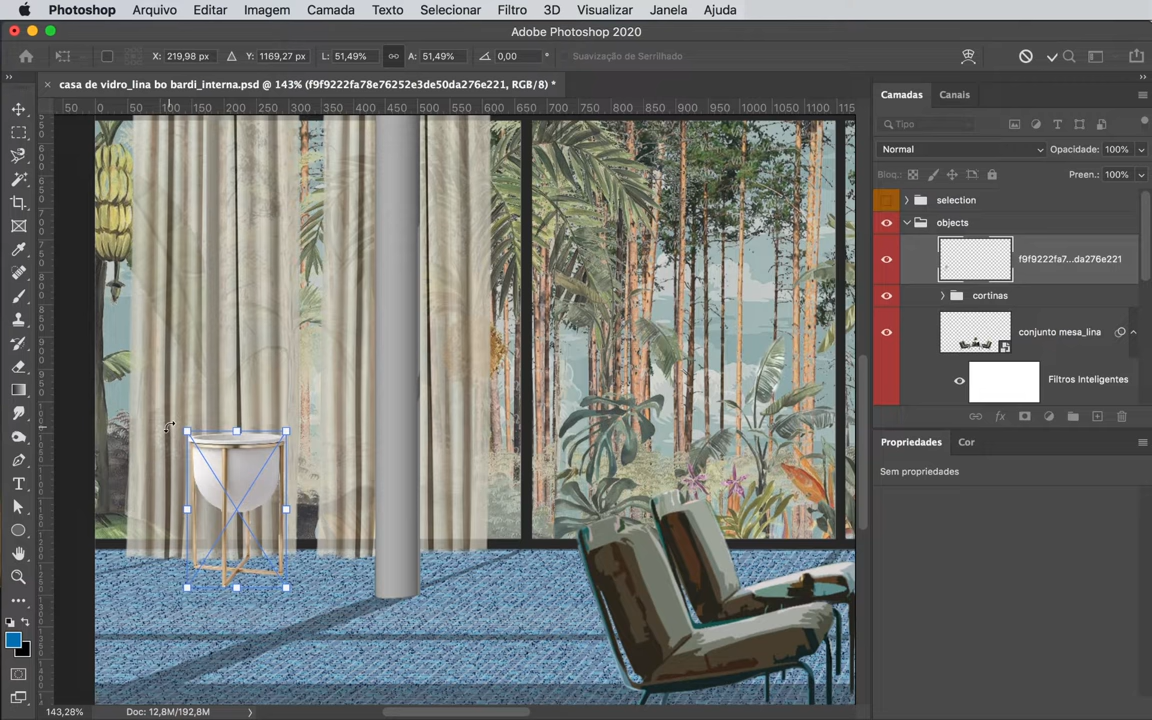 Photoshop Arquivo Editar Imagem Camada Texto Selecionar Filtro 3D Visualizar Janela Ajuda
Adobe Photoshop 2020
X: 219,98 px Y: 1169,27 px L: 51,49% A: 51,49% 0,00 ° Suavização de Serrilhado
× casa de vidro_lina bo bardi_interna.psd @ 143% (f9f9222fa78e76252e3de50da276e221, RGB/8) *
Camadas Canais
50 0 50 100 150 200 250 300 350 400 450 500 550 600 650 700 750 800 850 900 950 1000 1050 1100 115
Tipo
Normal Opacidade: 100%
Bloq.: Preen.: 100%
selection
objects
f9f9222fa7...da276e221
cortinas
conjunto mesa_lina
Filtros Inteligentes
fx
Propriedades Cor
Sem propriedades
143,28% Doc: 12,8M/192,8M